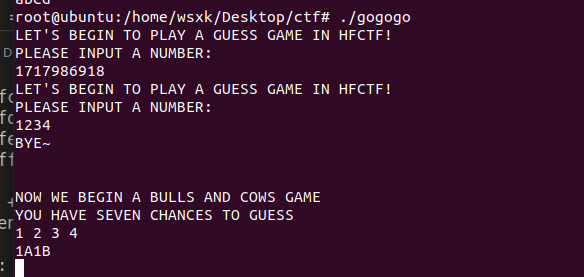 abcd
root@ubuntu:/home/wsxk/Desktop/ctf# ./gogogo
LET'S BEGIN TO PLAY A GUESS GAME IN HFCTF!
PLEASE INPUT A NUMBER:
1717986918
LET'S BEGIN TO PLAY A GUESS GAME IN HFCTF!
PLEASE INPUT A NUMBER:
1234
BYE~
NOW WE BEGIN A BULLS AND COWS GAME
YOU HAVE SEVEN CHANCES TO GUESS
1 2 3 4
1A1B